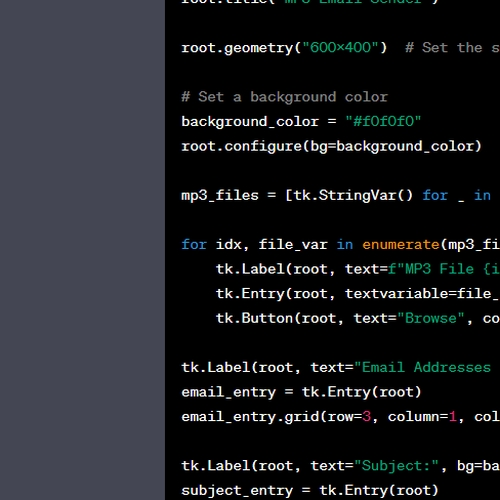 root.title("MP3 Email Sender")
root.geometry("600x400")  # Set the s
# Set a background color
background_color = "#f0f0f0"
root.configure(bg=background_color)
mp3_files = [tk.StringVar() for _ in
for idx, file_var in enumerate(mp3_fi
    tk.Label(root, text=f"MP3 File {i
    tk.Entry(root, textvariable=file_
    tk.Button(root, text="Browse", co
tk.Label(root, text="Email Addresses
email_entry = tk.Entry(root)
email_entry.grid(row=3, column=1, col
tk.Label(root, text="Subject:", bg=ba
subject_entry = tk.Entry(root)